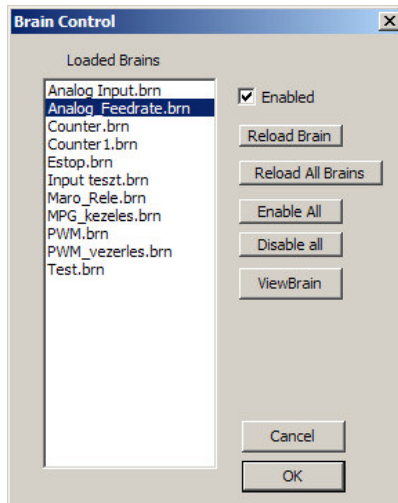 Brain Control
Loaded Brains
Analog Input.brn
Analog_Feedrate.brn
Counter.brn
Counter1.brn
Estop.brn
Input teszt.brn
Maro_Rele.brn
MPG_kezeles.brn
PWM.brn
PWM_vezerles.brn
Test.brn
Enabled
Reload Brain
Reload All Brains
Enable All
Disable all
ViewBrain
Cancel
OK